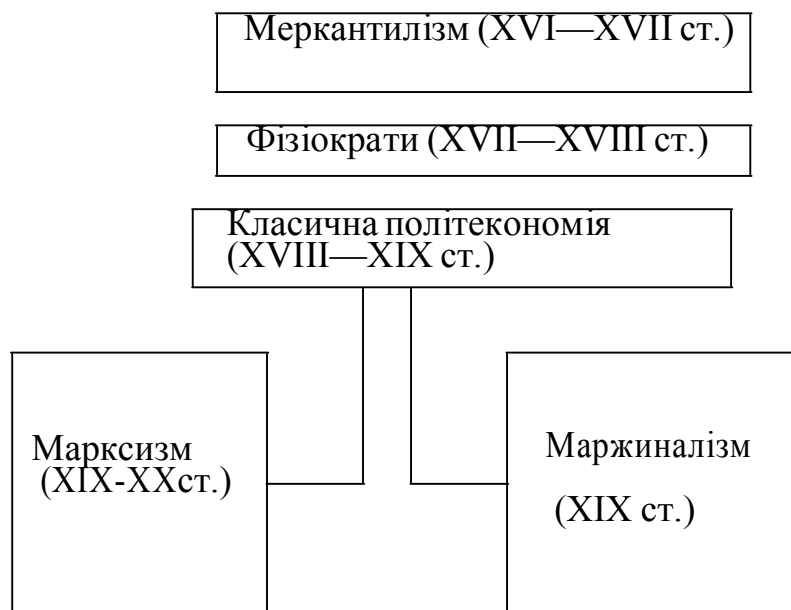 Меркантилізм (XVI—XVII ст.)
Фізіократи (XVII—XVIII ст.)
Класична політекономія
(XVIII—XIX ст.)
Марксизм
(XIX-XXст.)
Маржиналізм
(XIX ст.)